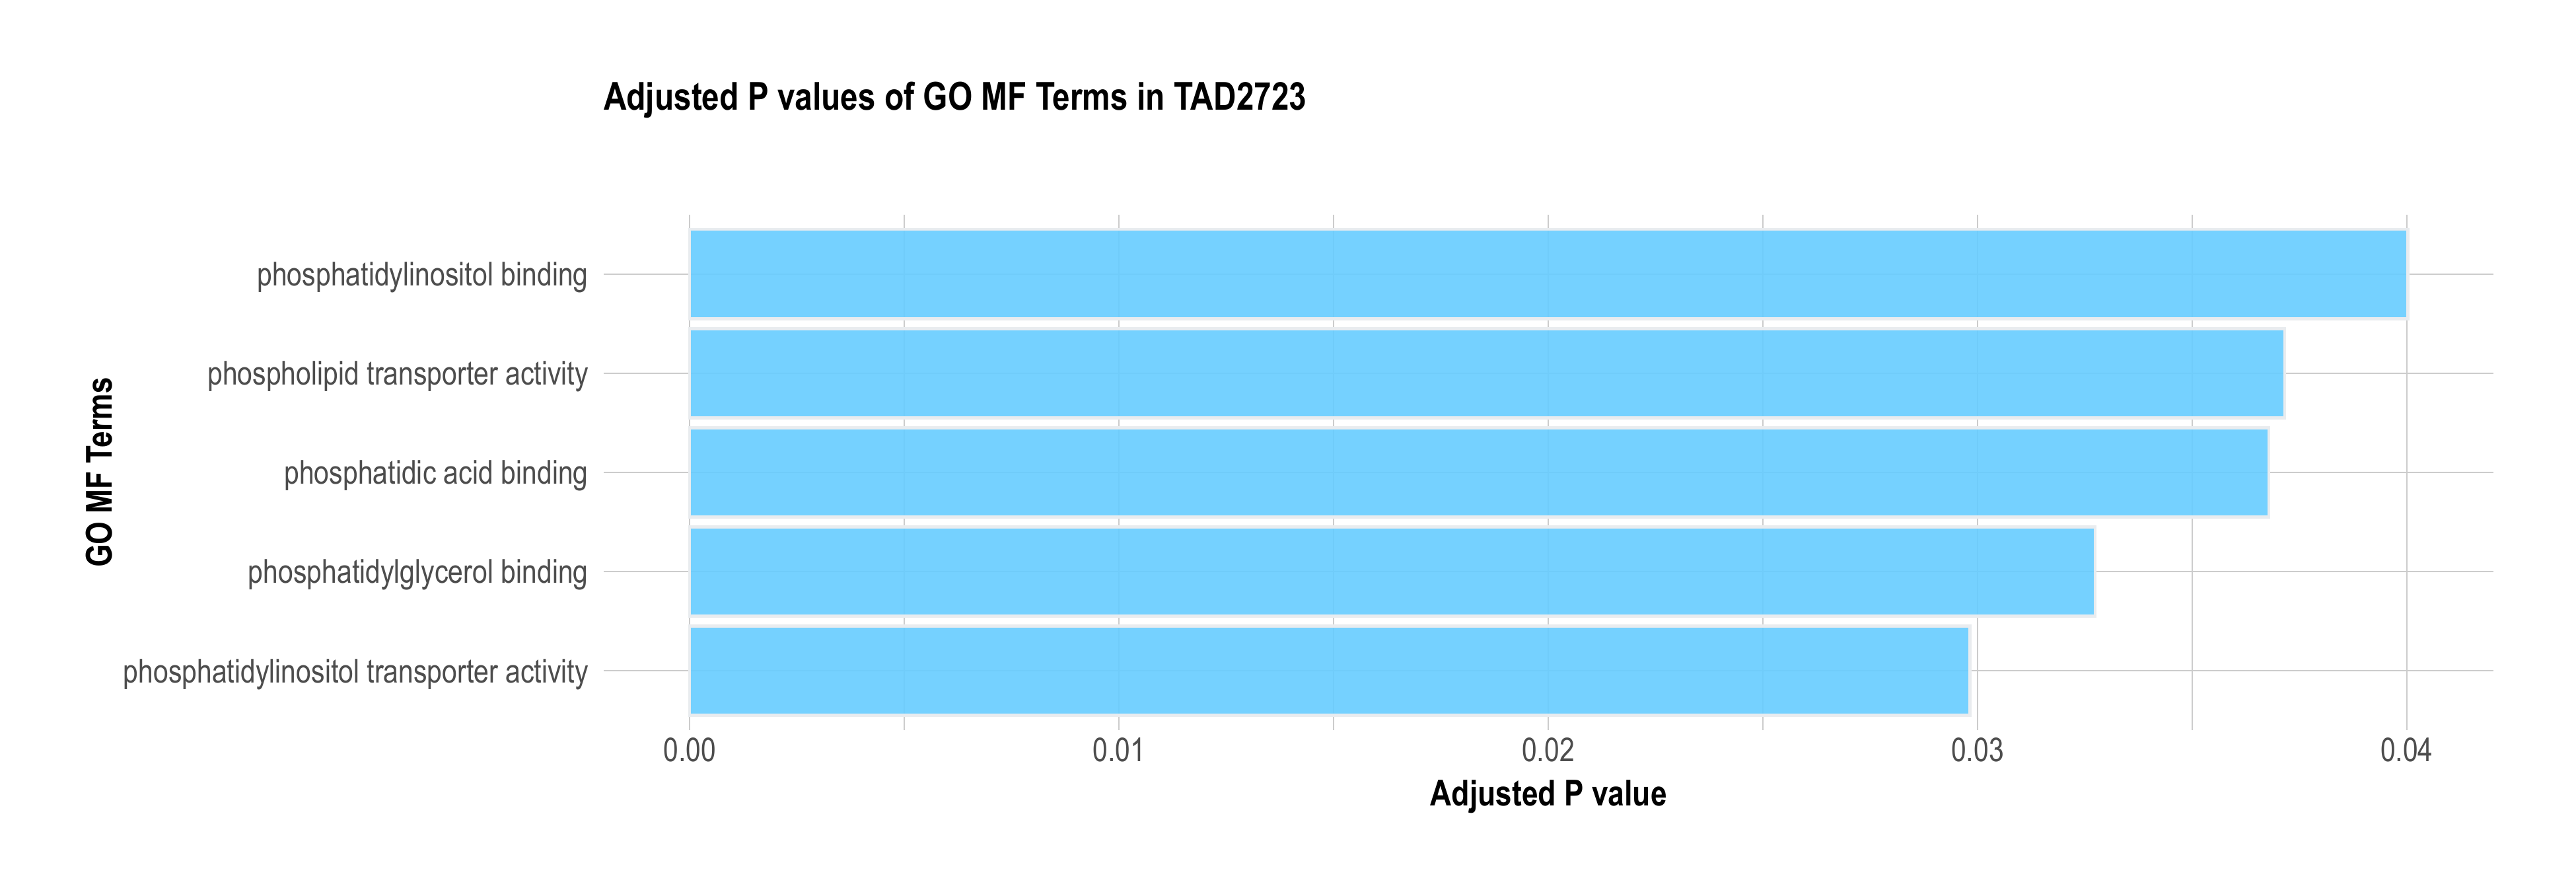 Adjusted P values of GO MF Terms in TAD2723
GO MF Terms
phosphatidylinositol binding
phospholipid transporter activity
phosphatidic acid binding
phosphatidylglycerol binding
phosphatidylinositol transporter activity
0.00 0.01 0.02 0.03 0.04
Adjusted P value